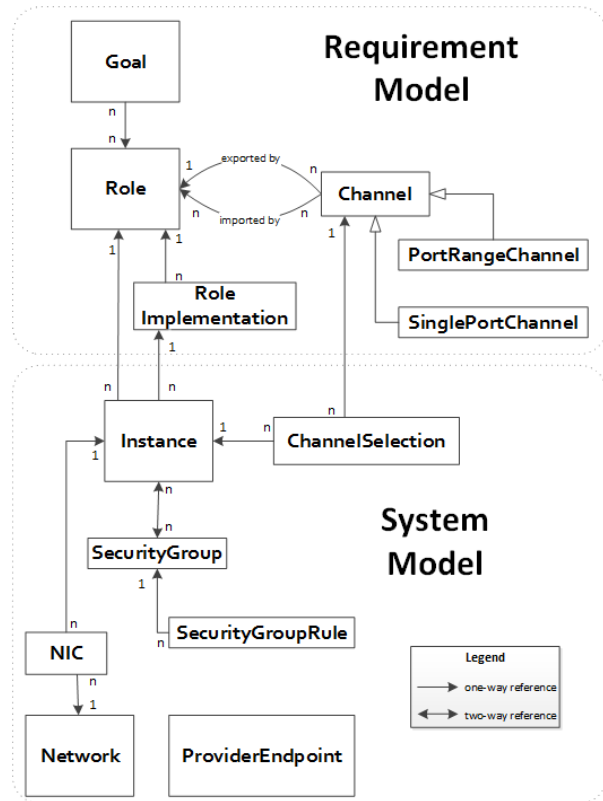 Requirement
Model
Goal
n
n
Role
1
exported by
n
n
imported by
n
Channel
1
1
1
PortRangeChannel
n
Role
Implementation
SinglePortChannel
1
n
n
n
Instance
1
1
n
ChannelSelection
n
n
System
Model
SecurityGroup
1
SecurityGroupRule
n
n
NIC
n
1
Network
ProviderEndpoint
Legend
one-way reference
two-way reference